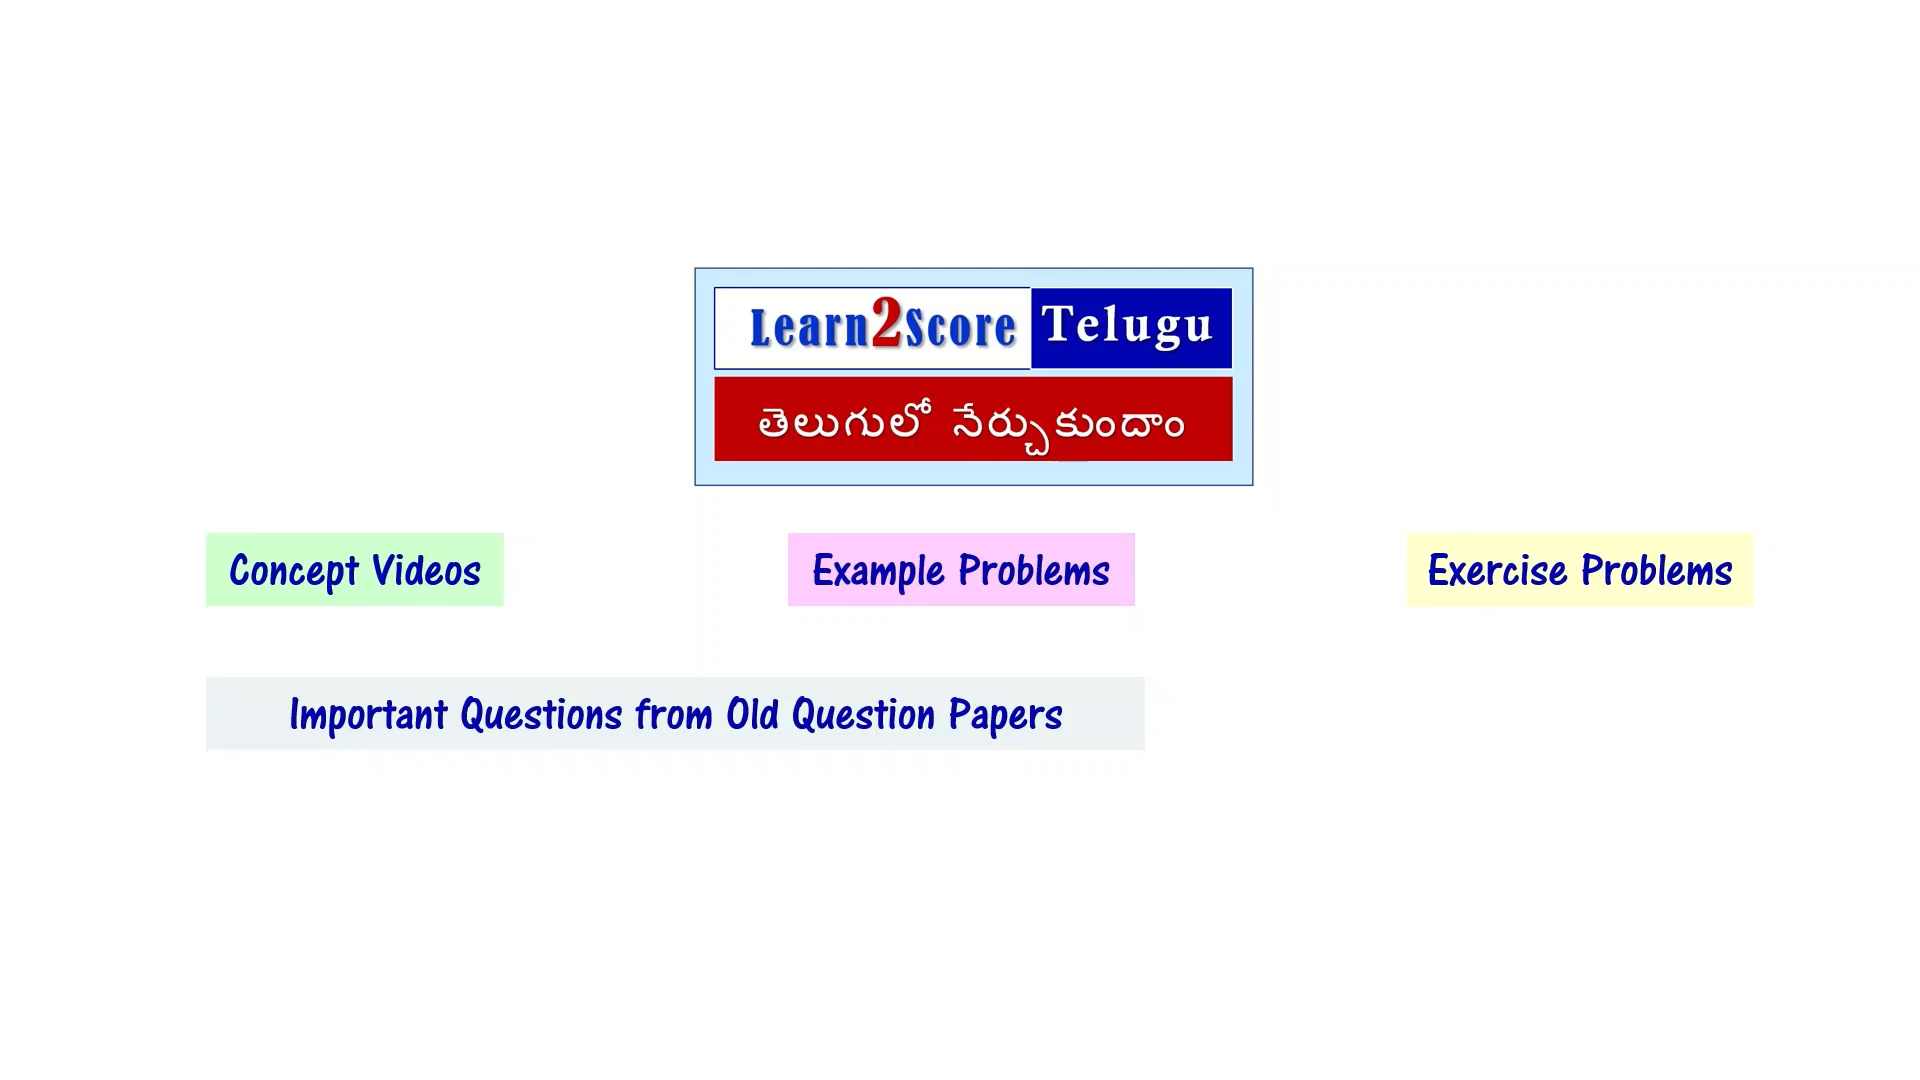 Learn2Score Telugu
తెలుగులో నేర్చుకుందాం
Concept Videos
Example Problems
Exercise Problems
Important Questions from Old Question Papers